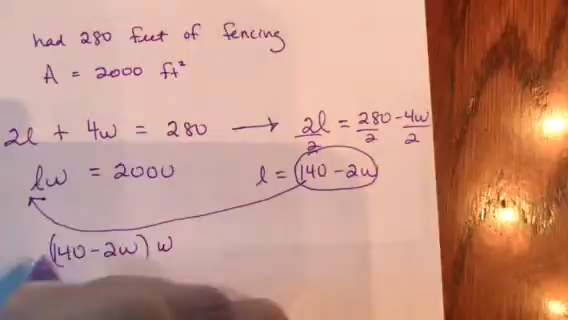 had 280 feet of fencing
A = 2000 ft²
2l + 4w = 280 → 2l/2 = 280/2 - 4w/2
lw = 2000 l = 140 - 2w
(140 - 2w) w